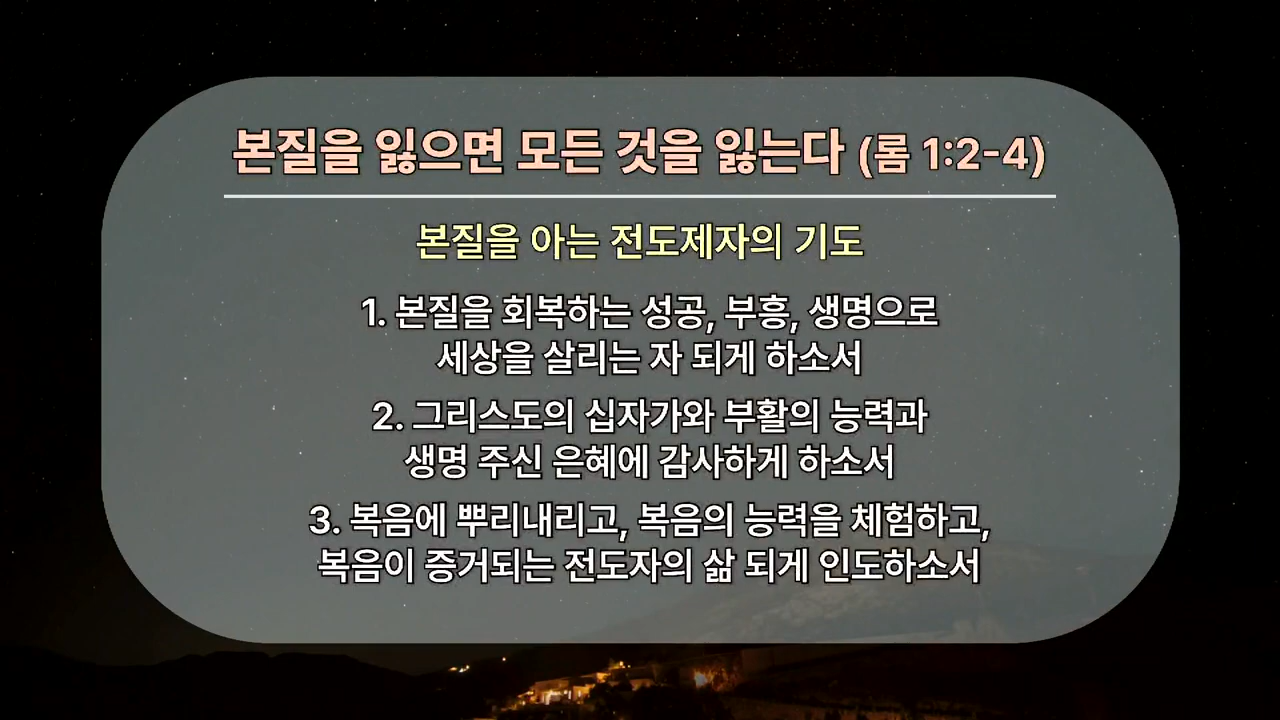 본질을 잃으면 모든 것을 잃는다 (롬 1:2-4)
본질을 아는 전도제자의 기도
1. 본질을 회복하는 성공, 부흥, 생명으로
세상을 살리는 자 되게 하소서
2. 그리스도의 십자가와 부활의 능력과
생명 주신 은혜에 감사하게 하소서
3. 복음에 뿌리내리고, 복음의 능력을 체험하고,
복음이 증거되는 전도자의 삶 되게 인도하소서